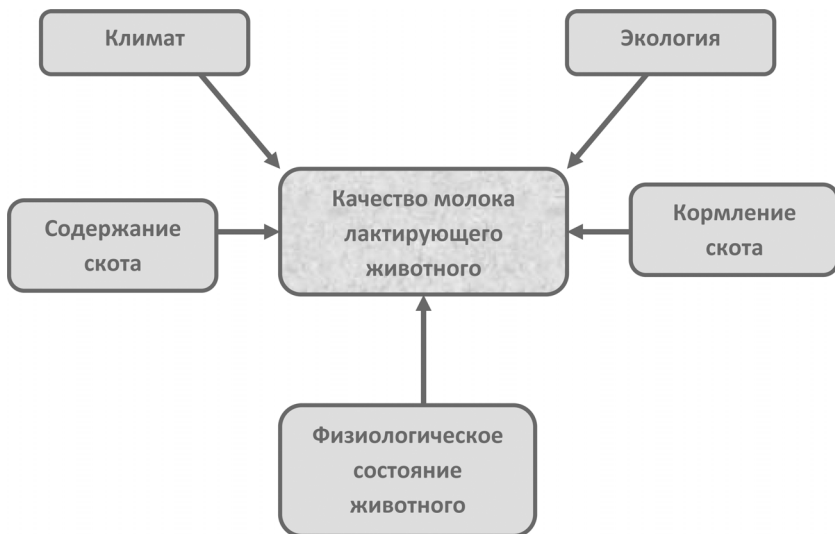 Климат
Экология
Качество молока
лактирующего
животного
Содержание
скота
Кормление
скота
Физиологическое
состояние
животного